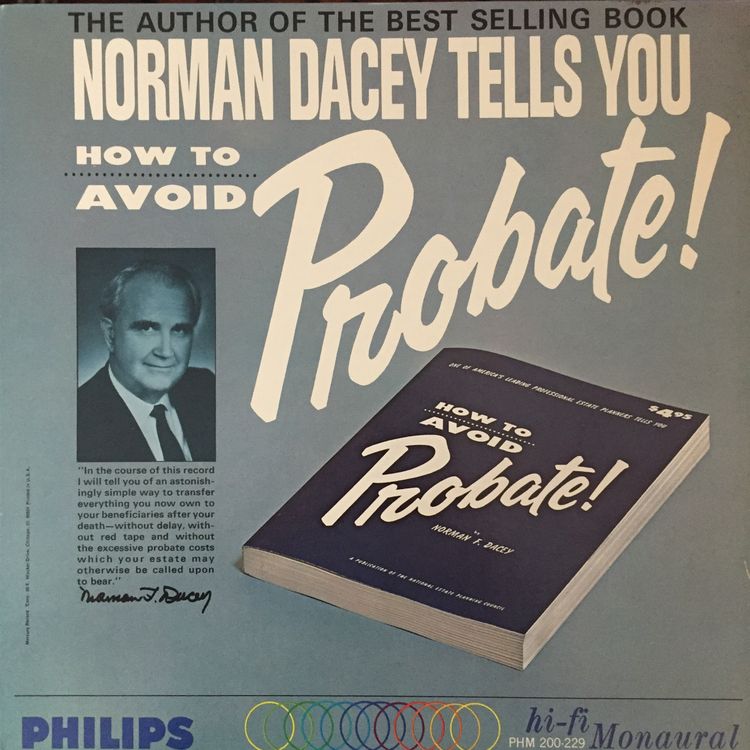 THE AUTHOR OF THE BEST SELLING BOOK
NORMAN DACEY TELLS YOU
HOW TO
AVOID
Probate!
"In the course of this record
I will tell you of an astonish-
ingly simple way to transfer
everything you now own to
your beneficiaries after your
death—without delay, with-
out red tape and without
the excessive probate costs
which your estate may
otherwise be called upon
to bear."
Norman F. Dacey
ONE OF AMERICA'S LEADING PROFESSIONAL ESTATE PLANNERS TELLS YOU
$4.95
HOW TO
AVOID
Probate!
BY
NORMAN F. DACEY
A PUBLICATION OF THE NATIONAL ESTATE PLANNING COUNCIL
PHILIPS
hi-fi
PHM 200-229
Monaural